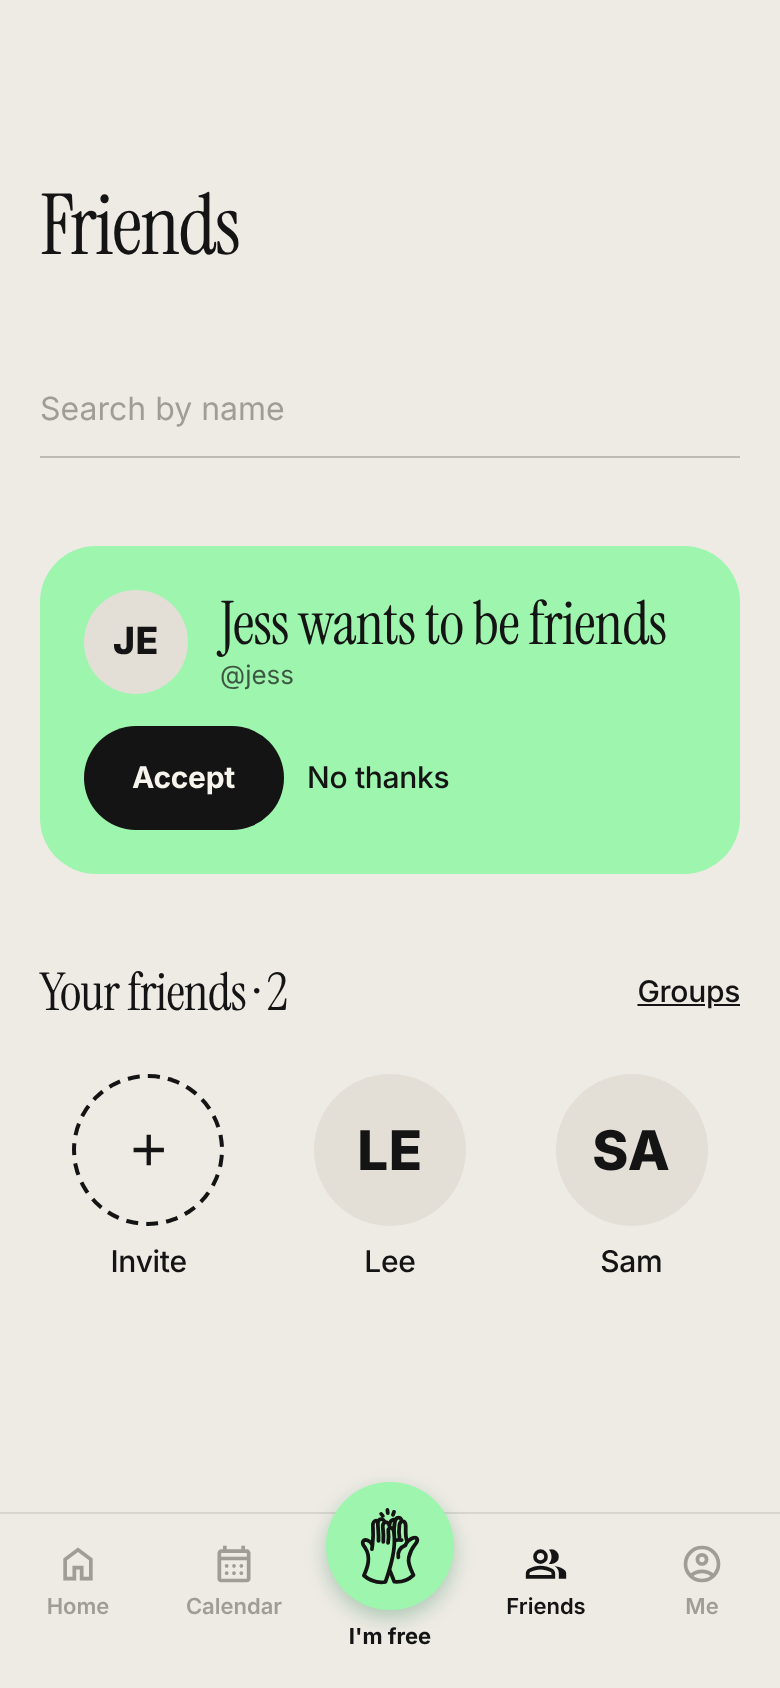 Friends
Search by name
JE
Jess wants to be friends
@jess
Accept
No thanks
Your friends · 2
Groups
+
LE
SA
Invite
Lee
Sam
Home
Calendar
I'm free
Friends
Me